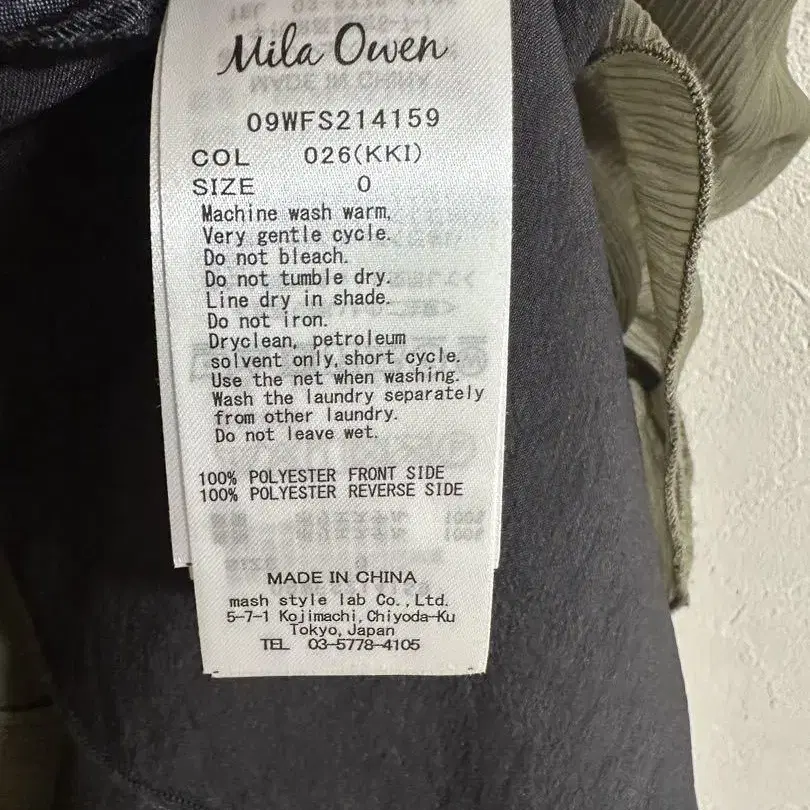 Mila Owen
09WFS214159
COL 026(KKI)
SIZE 0
Machine wash warm,
Very gentle cycle.
Do not bleach.
Do not tumble dry.
Line dry in shade.
Do not iron.
Dryclean, petroleum
solvent only, short cycle.
Use the net when washing.
Wash the laundry separately
from other laundry.
Do not leave wet.
100% POLYESTER FRONT SIDE
100% POLYESTER REVERSE SIDE
MADE IN CHINA
mash style lab Co.,Ltd.
5-7-1 Kojimachi, Chiyoda-Ku
Tokyo, Japan
TEL 03-5778-4105